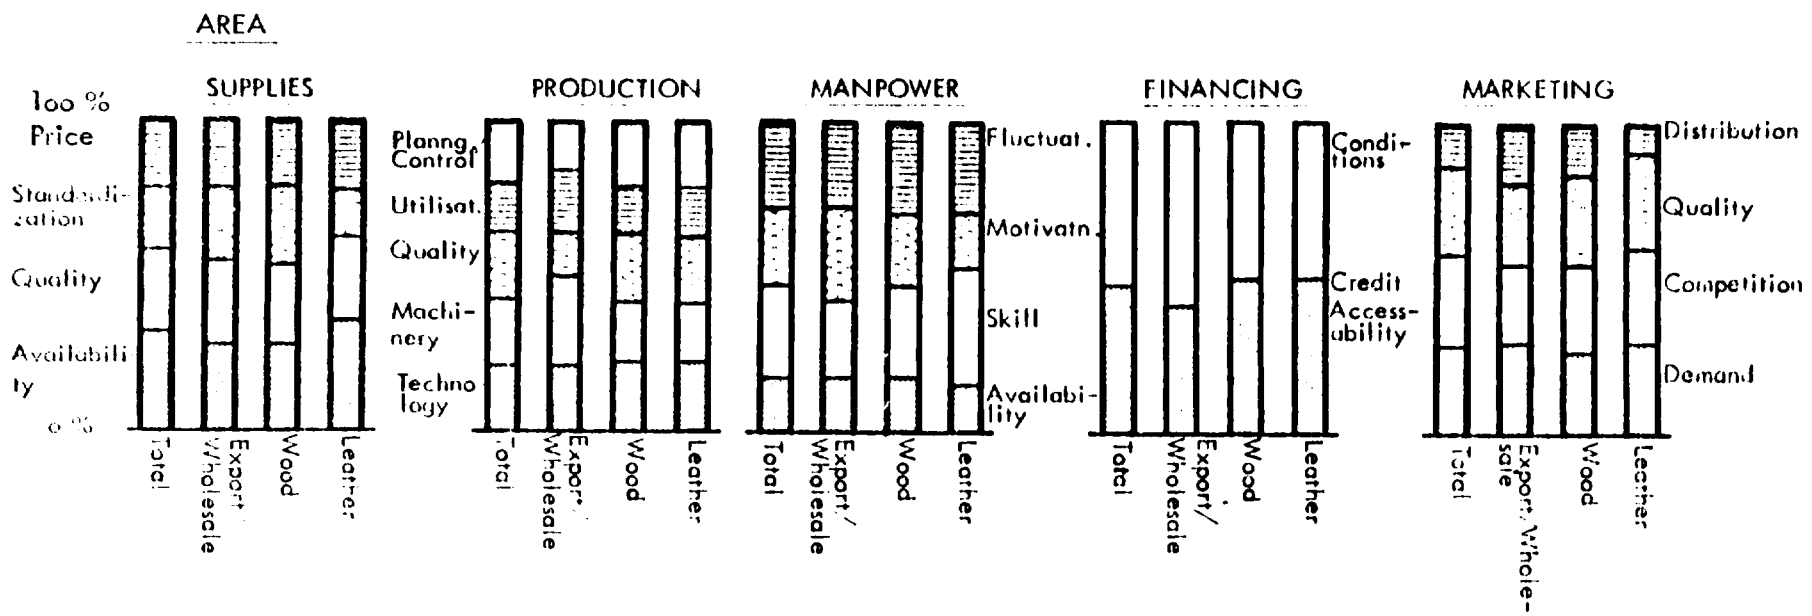 AREA
SUPPLIES
PRODUCTION
MANPOWER
FINANCING
MARKETING
100 %
Price
Standardi-
zation
Quality
Availabili
ty
0 %
Planng./
Control
Utilisat.
Quality
Machi-
nery
Techno
logy
Fluctuat.
Motivatn.
Skill
Availabi-
lity
Condi-
tions
Credit
Access-
ability
Distribution
Quality
Competition
Demand
Total
Export/
Wholesale
Wood
Leather
Total
Export/
Wholesale
Wood
Leather
Total
Export/
Wholesale
Wood
Leather
Total
Export/
Wholesale
Wood
Leather
Total
Export/Whole-
sale
Wood
Leather